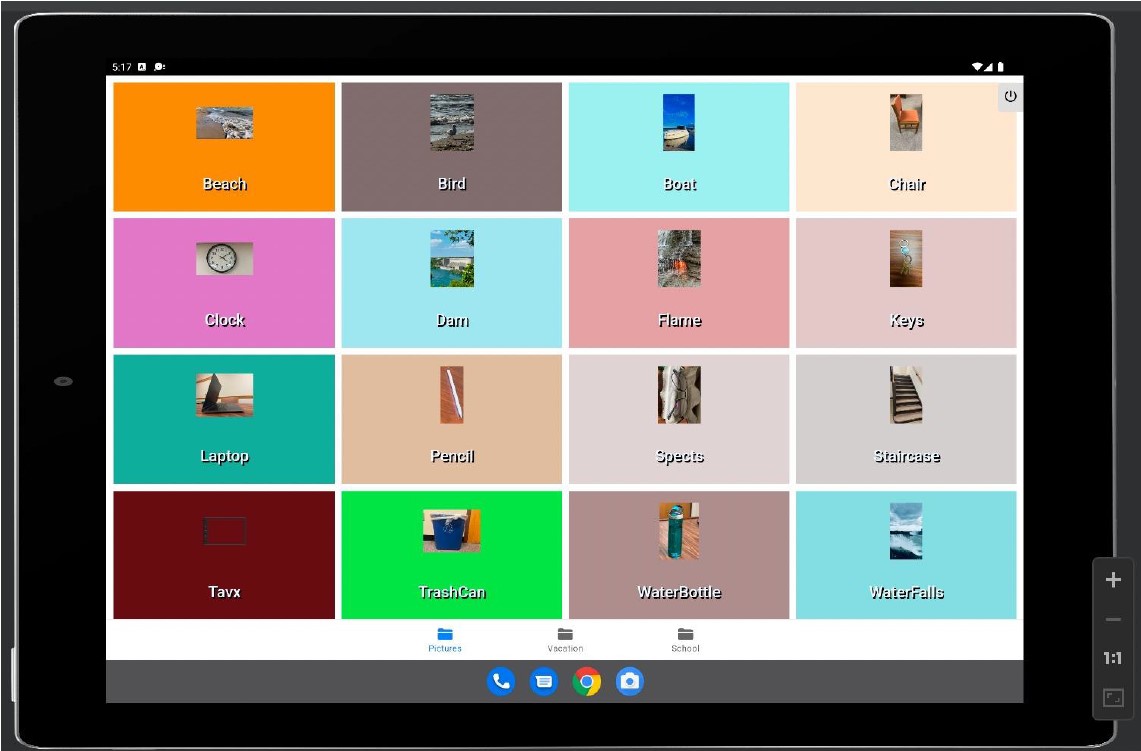 5:17
Beach
Bird
Boat
Chair
Clock
Dam
Flame
Keys
Laptop
Pencil
Spects
Staircase
Tavx
TrashCan
WaterBottle
WaterFalls
Pictures
Vacation
School
1:1